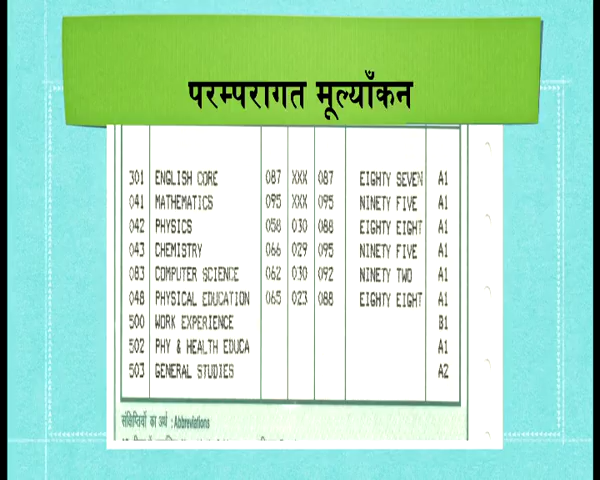 परम्परागत मूल्याँकन
301 ENGLISH CORE 087 XXX 087 EIGHTY SEVEN A1
041 MATHEMATICS 095 XXX 095 NINETY FIVE A1
042 PHYSICS 058 030 088 EIGHTY EIGHT A1
043 CHEMISTRY 066 029 095 NINETY FIVE A1
083 COMPUTER SCIENCE 062 030 092 NINETY TWO A1
048 PHYSICAL EDUCATION 065 023 088 EIGHTY EIGHT A1
500 WORK EXPERIENCE B1
502 PHY & HEALTH EDUCA A1
503 GENERAL STUDIES A2
संक्षिप्तियों का अर्थ : Abbreviations